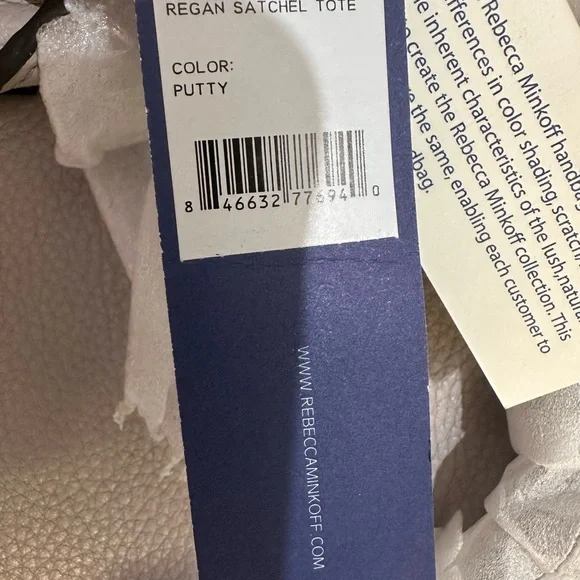 REGAN SATCHEL TOTE
COLOR:
PUTTY
8 46632 77694 0
WWW.REBECCAMINKOFF.COM
Rebecca Minkoff handb
differences in color shading, scratch,
e inherent characteristics of the lush, natura
o create the Rebecca Minkoff collection. This
e the same, enabling each customer to
dbag.